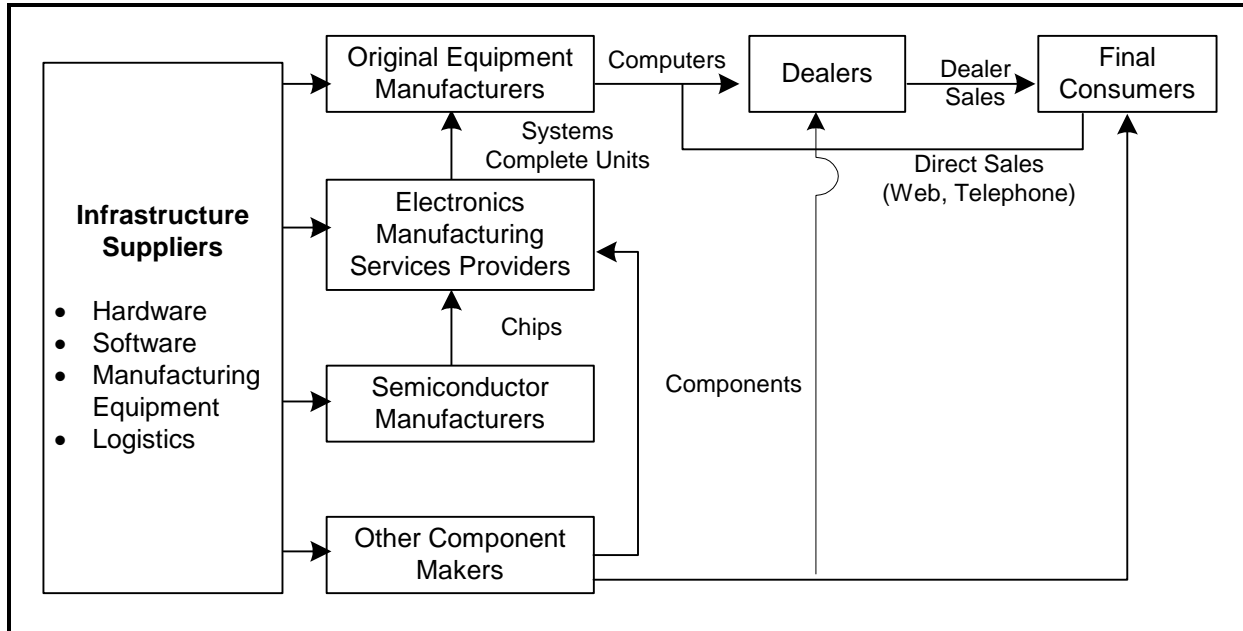 Infrastructure
Suppliers
• Hardware
• Software
• Manufacturing
Equipment
• Logistics
Original Equipment
Manufacturers
Computers
Dealers
Dealer
Sales
Final
Consumers
Systems
Complete Units
Direct Sales
(Web, Telephone)
Electronics
Manufacturing
Services Providers
Chips
Semiconductor
Manufacturers
Components
Other Component
Makers